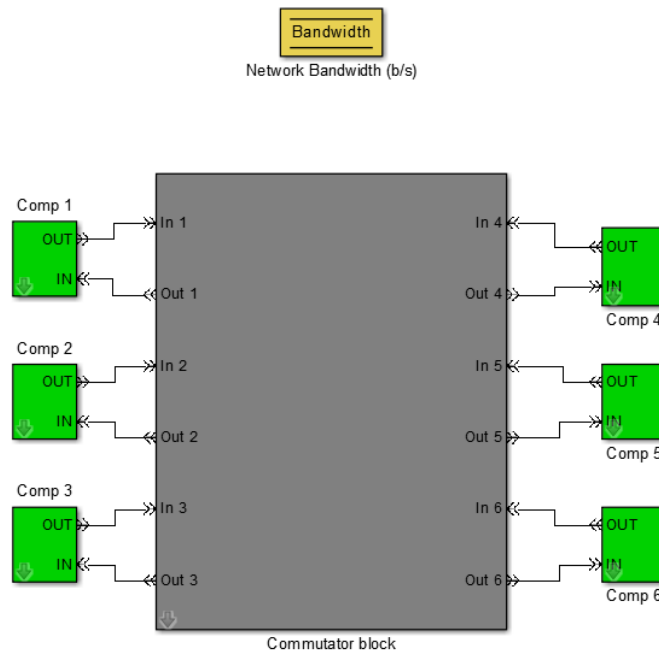 Bandwidth
Network Bandwidth (b/s)
Comp 1
OUT
IN
Comp 2
OUT
IN
Comp 3
OUT
IN
In 1
Out 1
In 2
Out 2
In 3
Out 3
In 4
Out 4
In 5
Out 5
In 6
Out 6
Commutator block
OUT
IN
Comp 4
OUT
IN
Comp 5
OUT
IN
Comp 6